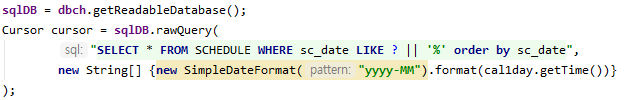 sqlDB = dbch.getReadableDatabase();
Cursor cursor = sqlDB.rawQuery(
sql: "SELECT * FROM SCHEDULE WHERE sc_date LIKE ? || '%' order by sc_date",
new String[] {new SimpleDateFormat( pattern: "yyyy-MM").format(cal1day.getTime())}
);